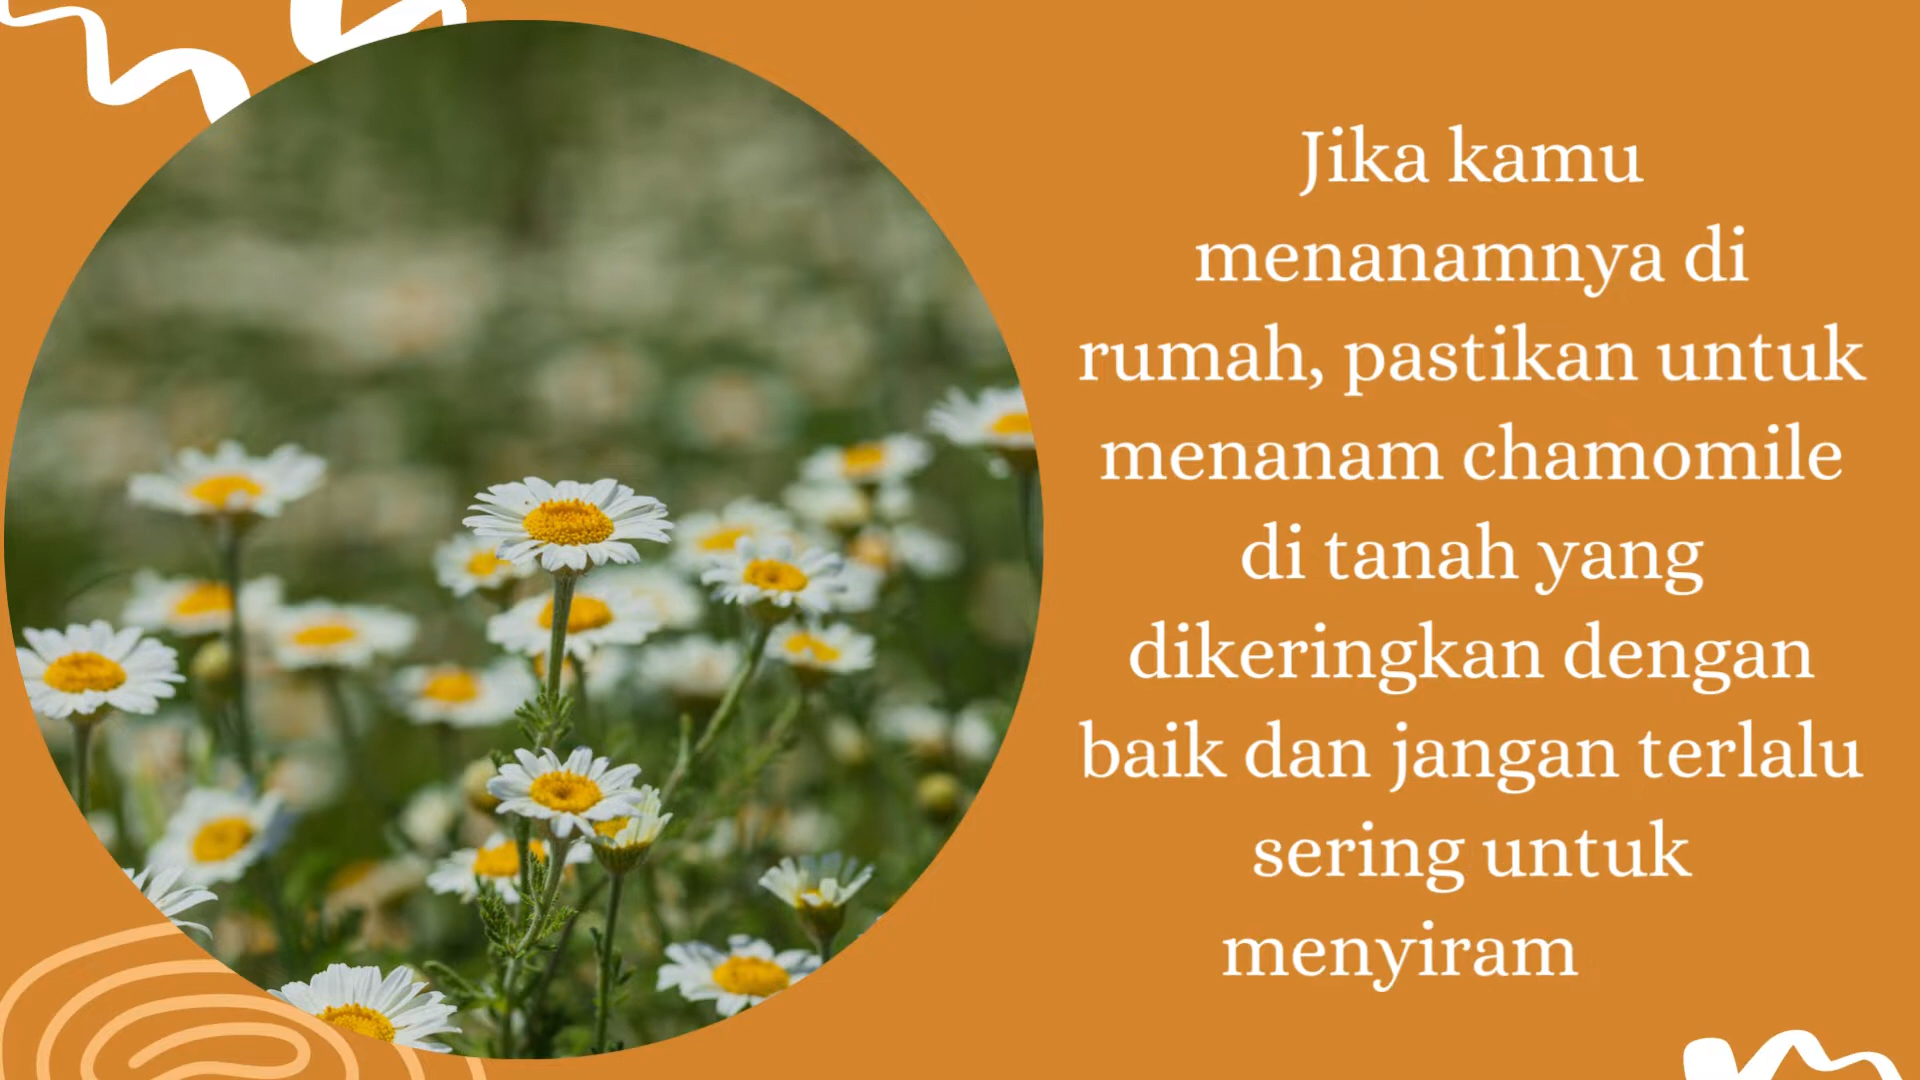 Jika kamu
menanamnya di
rumah, pastikan untuk
menanam chamomile
di tanah yang
dikeringkan dengan
baik dan jangan terlalu
sering untuk
menyiram